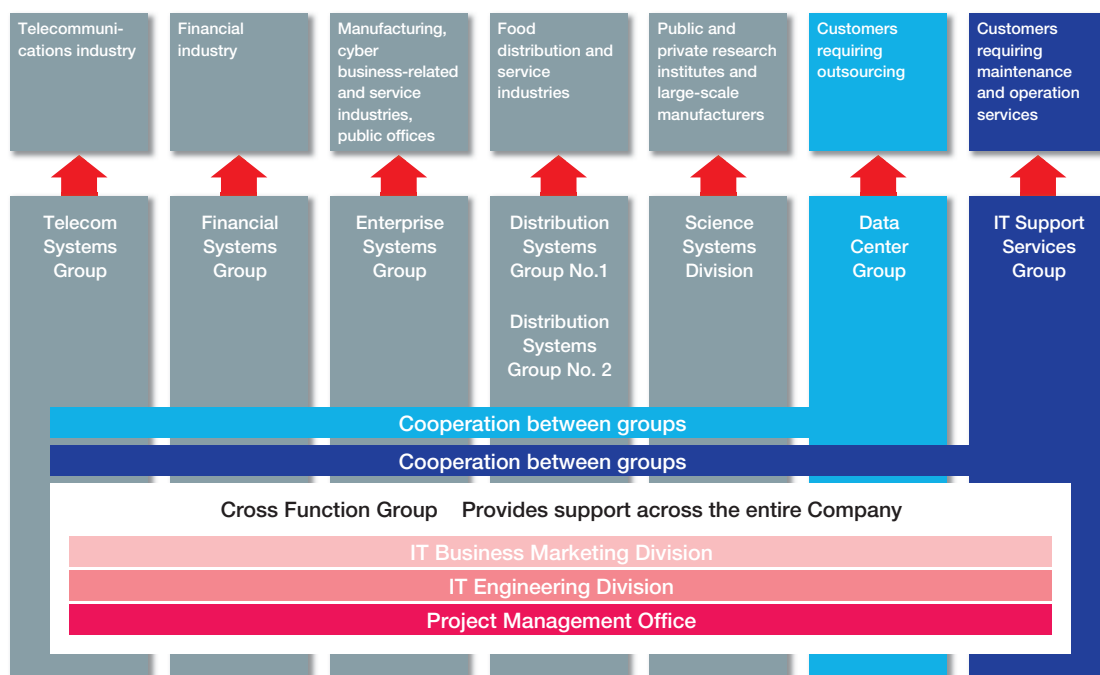 Telecommuni-
cations industry
Financial
industry
Manufacturing,
cyber
business-related
and service
industries,
public offices
Food
distribution and
service
industries
Public and
private research
institutes and
large-scale
manufacturers
Customers
requiring
outsourcing
Customers
requiring
maintenance
and operation
services
Telecom
Systems
Group
Financial
Systems
Group
Enterprise
Systems
Group
Distribution
Systems
Group No.1
Distribution
Systems
Group No. 2
Science
Systems
Division
Data
Center
Group
IT Support
Services
Group
Cooperation between groups
Cooperation between groups
Cross Function Group Provides support across the entire Company
IT Business Marketing Division
IT Engineering Division
Project Management Office